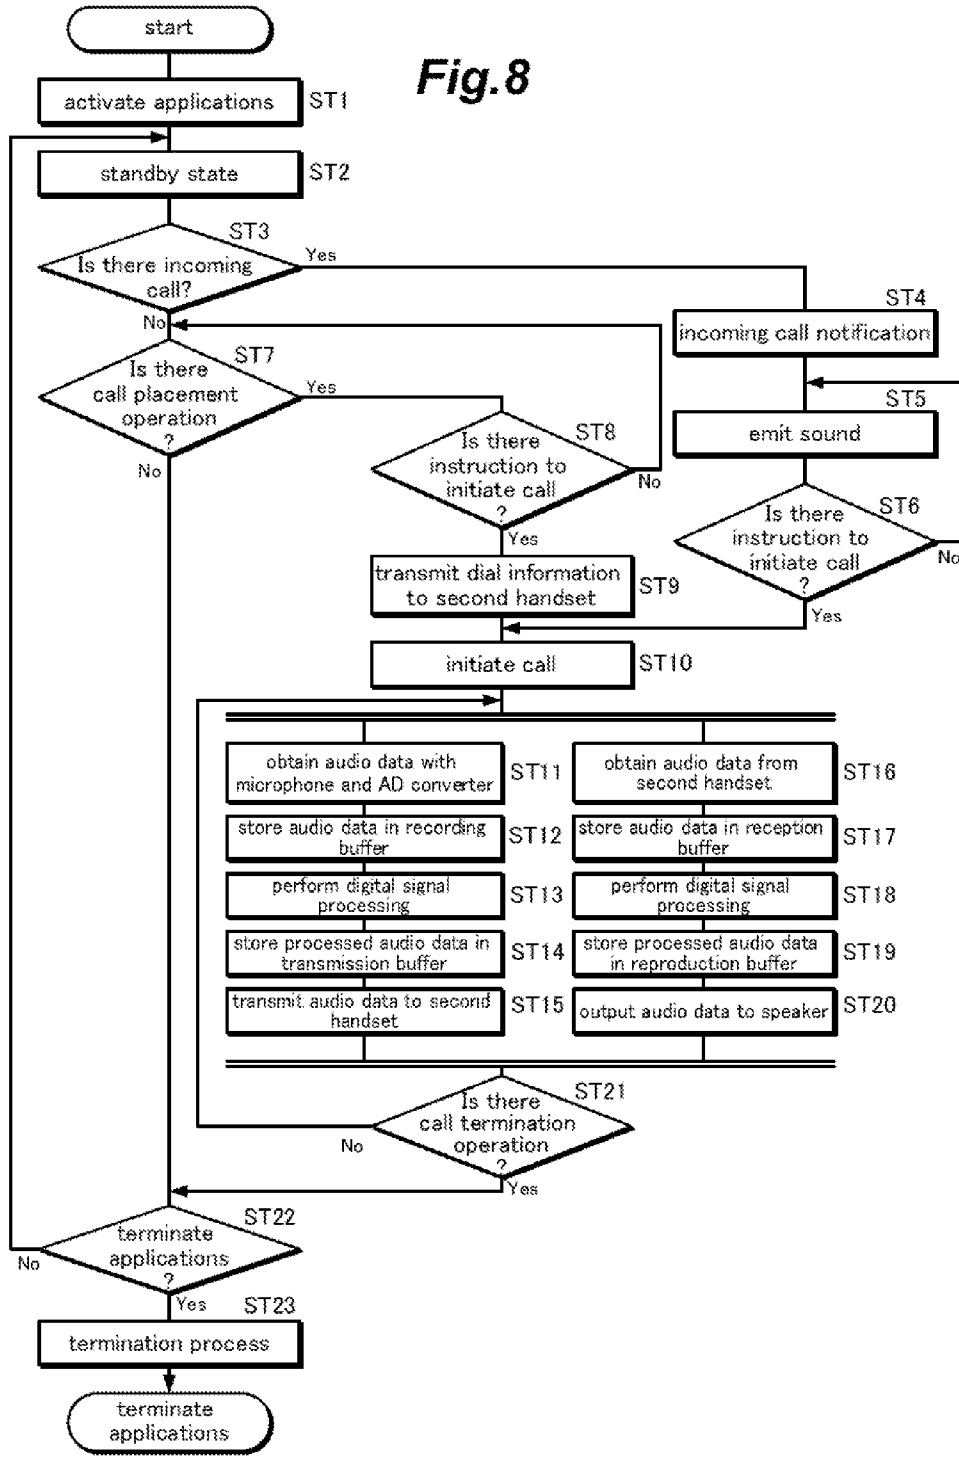 start
Fig.8
activate applications
ST1
standby state
ST2
ST3
Is there incoming
call?
Yes
No
ST4
incoming call notification
ST7
Is there
call placement
operation
?
Yes
No
ST5
emit sound
ST8
Is there
instruction to
initiate call
?
No
Yes
ST6
Is there
instruction to
initiate call
?
No
Yes
transmit dial information
to second handset
ST9
initiate call
ST10
obtain audio data with
microphone and AD converter
ST11
store audio data in recording
buffer
ST12
perform digital signal
processing
ST13
store processed audio data in
transmission buffer
ST14
transmit audio data to second
handset
ST15
obtain audio data from
second handset
ST16
store audio data in reception
buffer
ST17
perform digital signal
processing
ST18
store processed audio data
in reproduction buffer
ST19
output audio data to speaker
ST20
ST21
Is there
call termination
operation
?
No
Yes
ST22
terminate
applications
?
No
Yes
ST23
termination process
terminate
applications